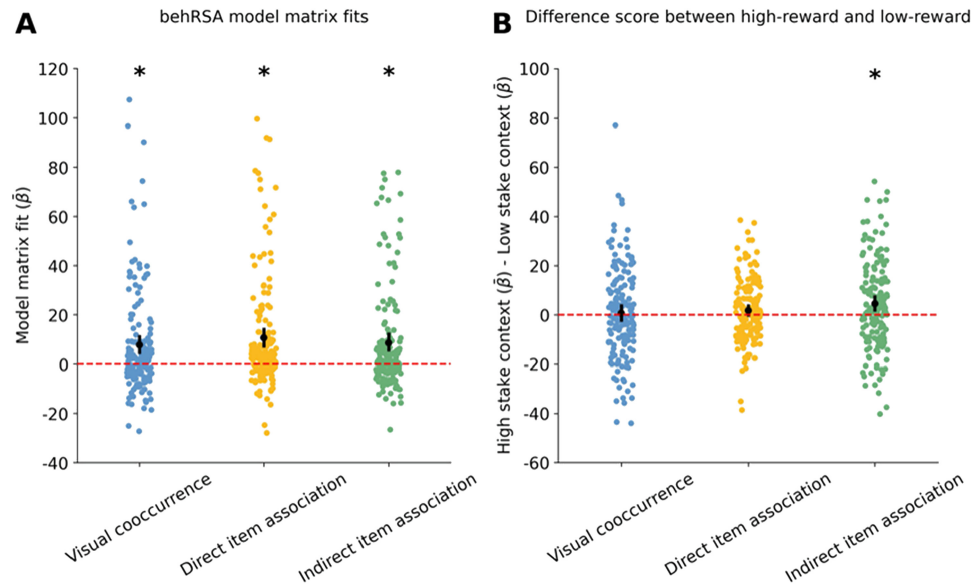 A
behRSA model matrix fits
Model matrix fit (β̄)
120
100
80
60
40
20
0
-20
-40
*
*
*
Visual cooccurrence
Direct item association
Indirect item association
B
Difference score between high-reward and low-reward
High stake context (β̄) - Low stake context (β̄)
100
80
60
40
20
0
-20
-40
-60
*
Visual cooccurrence
Direct item association
Indirect item association